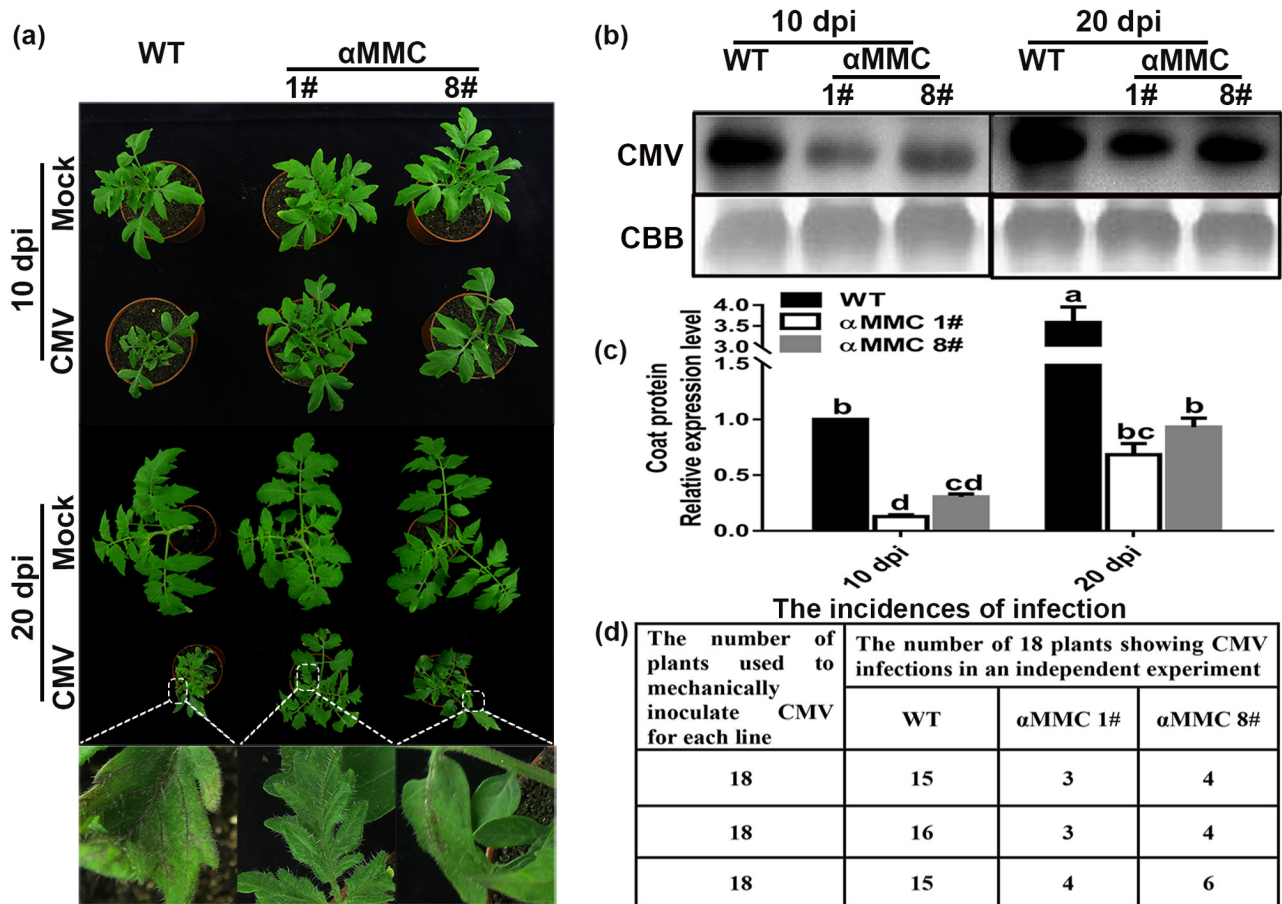 (a)
WT
αMMC
1# 8#
10 dpi
Mock
CMV
20 dpi
Mock
CMV
(b)
10 dpi
20 dpi
WT
αMMC
1# 8#
WT
αMMC
1# 8#
CMV
CBB
(c)
WT
αMMC 1#
αMMC 8#
Coat protein
Relative expression level
4.0
3.5
3.0
1.5
1.0
0.5
0.0
b
d
cd
a
bc
b
10 dpi
20 dpi
The incidences of infection
(d)
The number of
plants used to
mechanically
inoculate CMV
for each line
The number of 18 plants showing CMV
infections in an independent experiment
WT αMMC 1# αMMC 8#
18 15 3 4
18 16 3 4
18 15 4 6